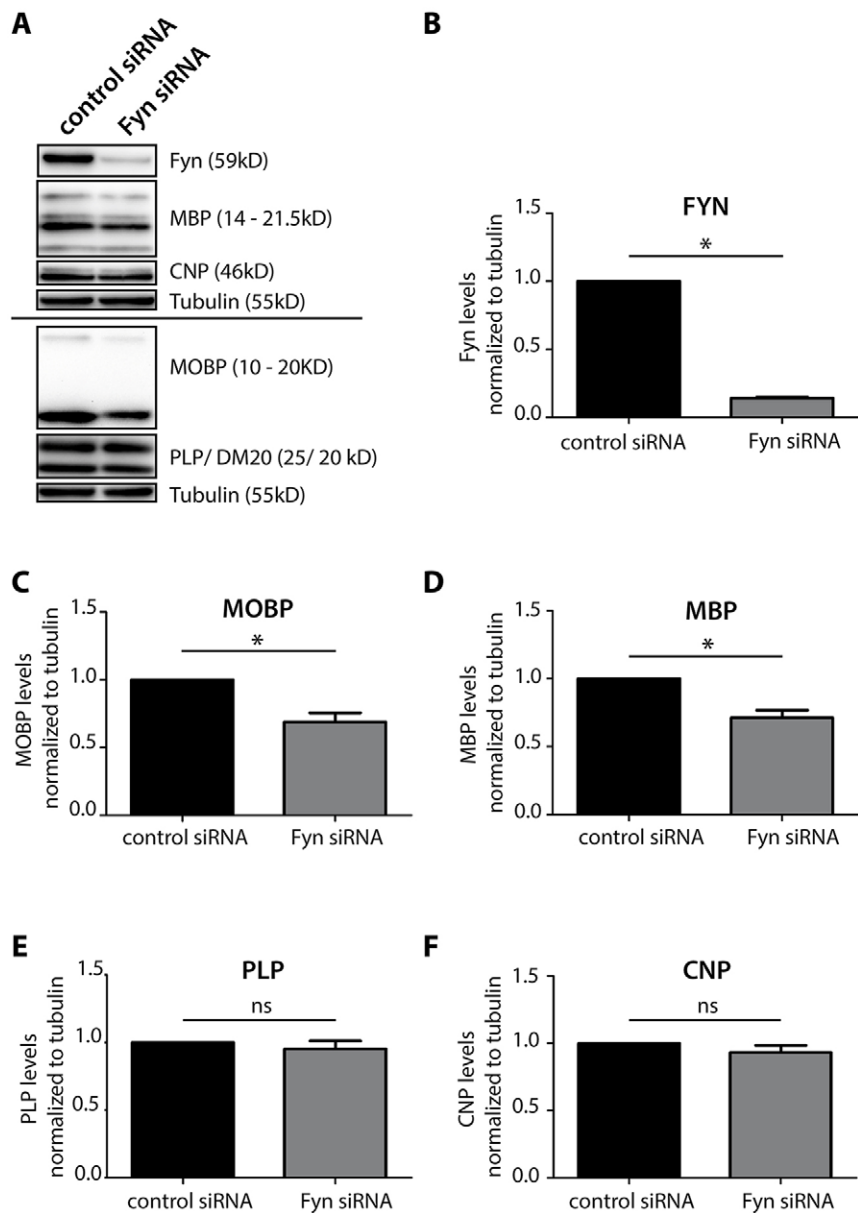 A
control siRNA
Fyn siRNA
Fyn (59kD)
MBP (14 - 21.5kD)
CNP (46kD)
Tubulin (55kD)
MOBP (10 - 20KD)
PLP/ DM20 (25/ 20 kD)
Tubulin (55kD)
B
FYN
*
1.5
1.0
0.5
0.0
Fyn levels
normalized to tubulin
control siRNA
Fyn siRNA
C
MOBP
*
1.5
1.0
0.5
0.0
MOBP levels
normalized to tubulin
control siRNA
Fyn siRNA
D
MBP
*
1.5
1.0
0.5
0.0
MBP levels
normalized to tubulin
control siRNA
Fyn siRNA
E
PLP
ns
1.5
1.0
0.5
0.0
PLP levels
normalized to tubulin
control siRNA
Fyn siRNA
F
CNP
ns
1.5
1.0
0.5
0.0
CNP levels
normalized to tubulin
control siRNA
Fyn siRNA